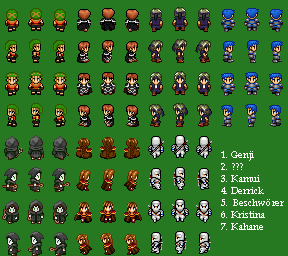 1. Genji
2. ???
3. Kamui
4. Derrick
5. Beschwörer
6. Kristina
7. Kahane